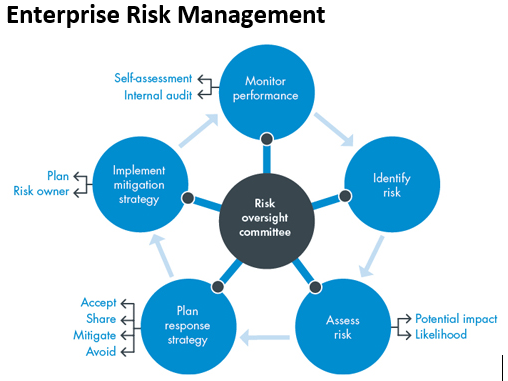 Enterprise Risk Management
Self-assessment
Internal audit
Monitor
performance
Plan
Risk owner
Implement
mitigation
strategy
Identify
risk
Risk
oversight
committee
Accept
Share
Mitigate
Avoid
Plan
response
strategy
Assess
risk
Potential impact
Likelihood